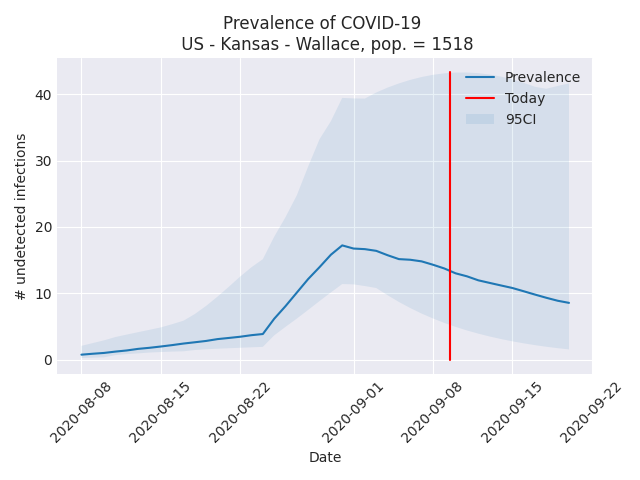 Prevalence of COVID-19
US - Kansas - Wallace, pop. = 1518
Prevalence
Today
95CI
# undetected infections
40
30
20
10
0
2020-08-08
2020-08-15
2020-08-22
2020-09-01
2020-09-08
2020-09-15
2020-09-22
Date